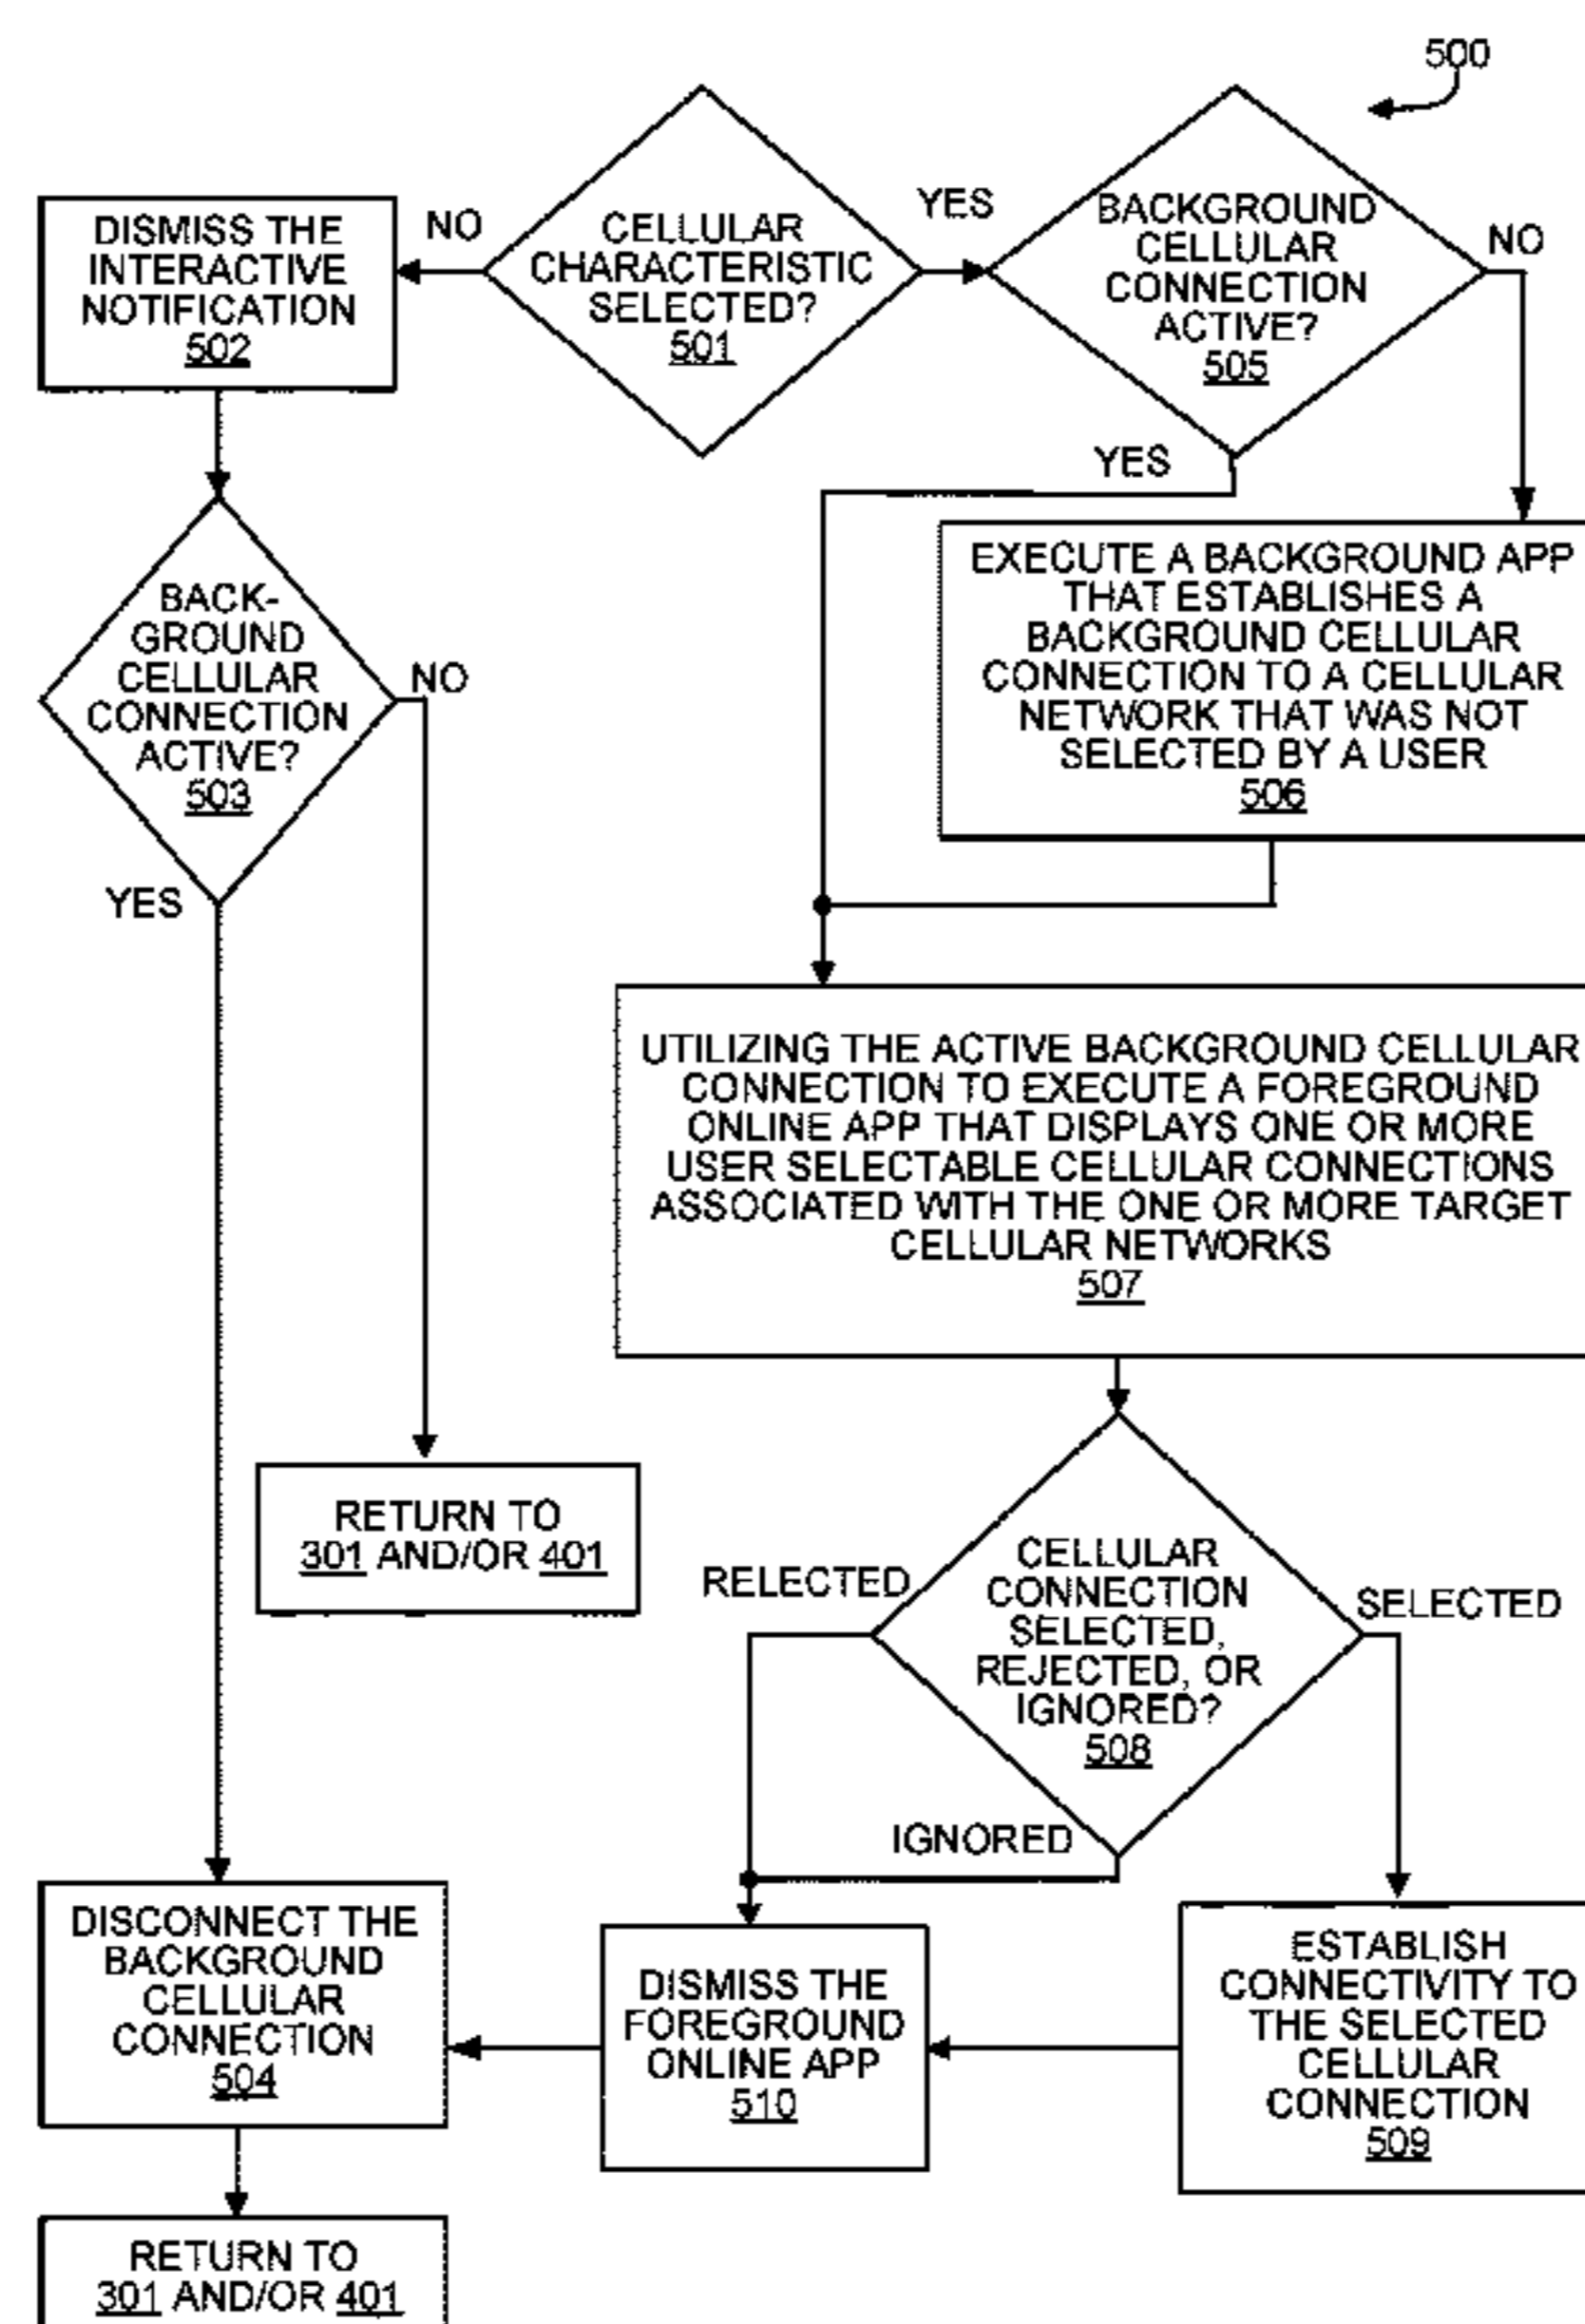 500
CELLULAR
CHARACTERISTIC
SELECTED?
501
NO
YES
DISMISS THE
INTERACTIVE
NOTIFICATION
502
BACKGROUND
CELLULAR
CONNECTION
ACTIVE?
505
NO
YES
BACK-
GROUND
CELLULAR
CONNECTION
ACTIVE?
503
NO
YES
EXECUTE A BACKGROUND APP
THAT ESTABLISHES A
BACKGROUND CELLULAR
CONNECTION TO A CELLULAR
NETWORK THAT WAS NOT
SELECTED BY A USER
506
UTILIZING THE ACTIVE BACKGROUND CELLULAR
CONNECTION TO EXECUTE A FOREGROUND
ONLINE APP THAT DISPLAYS ONE OR MORE
USER SELECTABLE CELLULAR CONNECTIONS
ASSOCIATED WITH THE ONE OR MORE TARGET
CELLULAR NETWORKS
507
RETURN TO
301 AND/OR 401
CELLULAR
CONNECTION
SELECTED,
REJECTED, OR
IGNORED?
508
RELECTED
SELECTED
IGNORED
DISCONNECT THE
BACKGROUND
CELLULAR
CONNECTION
504
DISMISS THE
FOREGROUND
ONLINE APP
510
ESTABLISH
CONNECTIVITY TO
THE SELECTED
CELLULAR
CONNECTION
509
RETURN TO
301 AND/OR 401